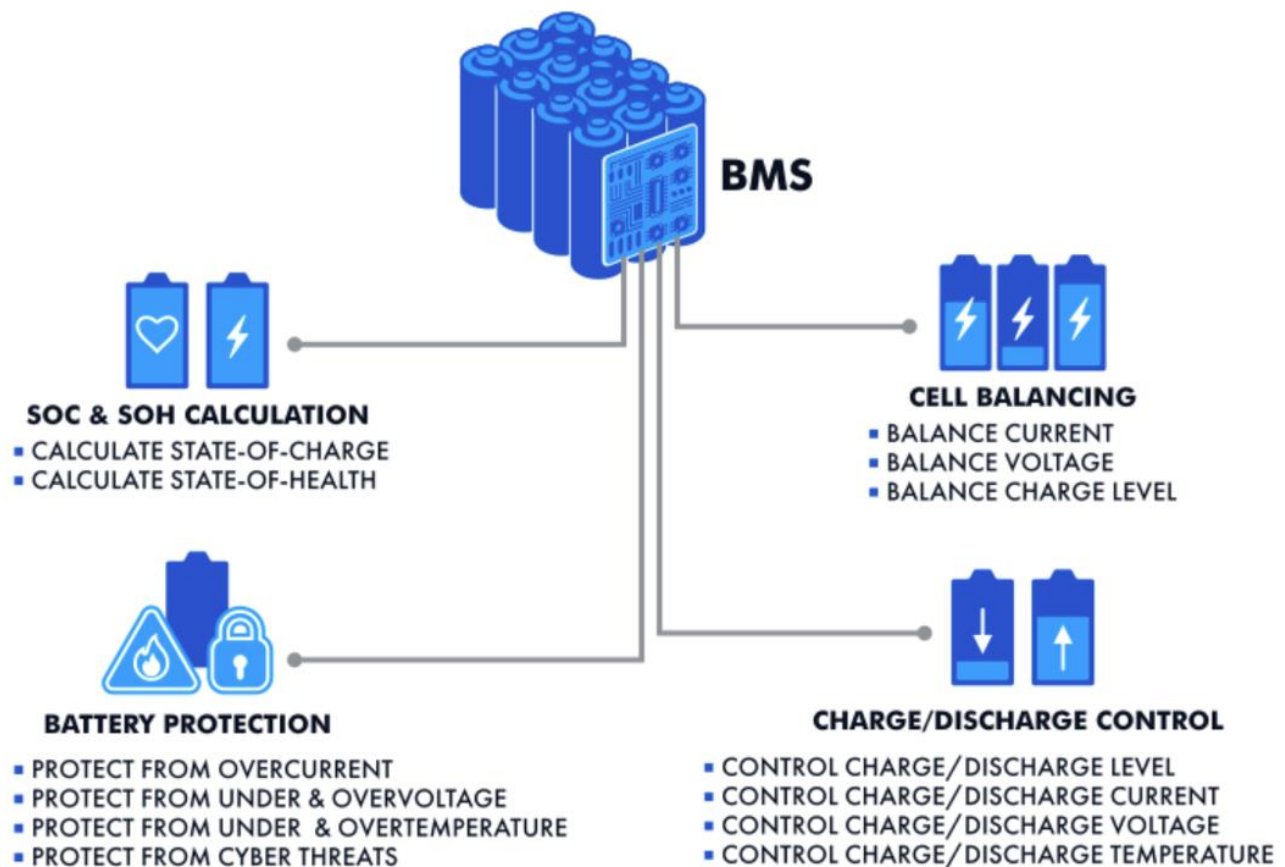 BMS
SOC & SOH CALCULATION
▪ CALCULATE STATE-OF-CHARGE
▪ CALCULATE STATE-OF-HEALTH
CELL BALANCING
▪ BALANCE CURRENT
▪ BALANCE VOLTAGE
▪ BALANCE CHARGE LEVEL
BATTERY PROTECTION
▪ PROTECT FROM OVERCURRENT
▪ PROTECT FROM UNDER & OVERVOLTAGE
▪ PROTECT FROM UNDER & OVERTEMPERATURE
▪ PROTECT FROM CYBER THREATS
CHARGE/DISCHARGE CONTROL
▪ CONTROL CHARGE/DISCHARGE LEVEL
▪ CONTROL CHARGE/DISCHARGE CURRENT
▪ CONTROL CHARGE/DISCHARGE VOLTAGE
▪ CONTROL CHARGE/DISCHARGE TEMPERATURE